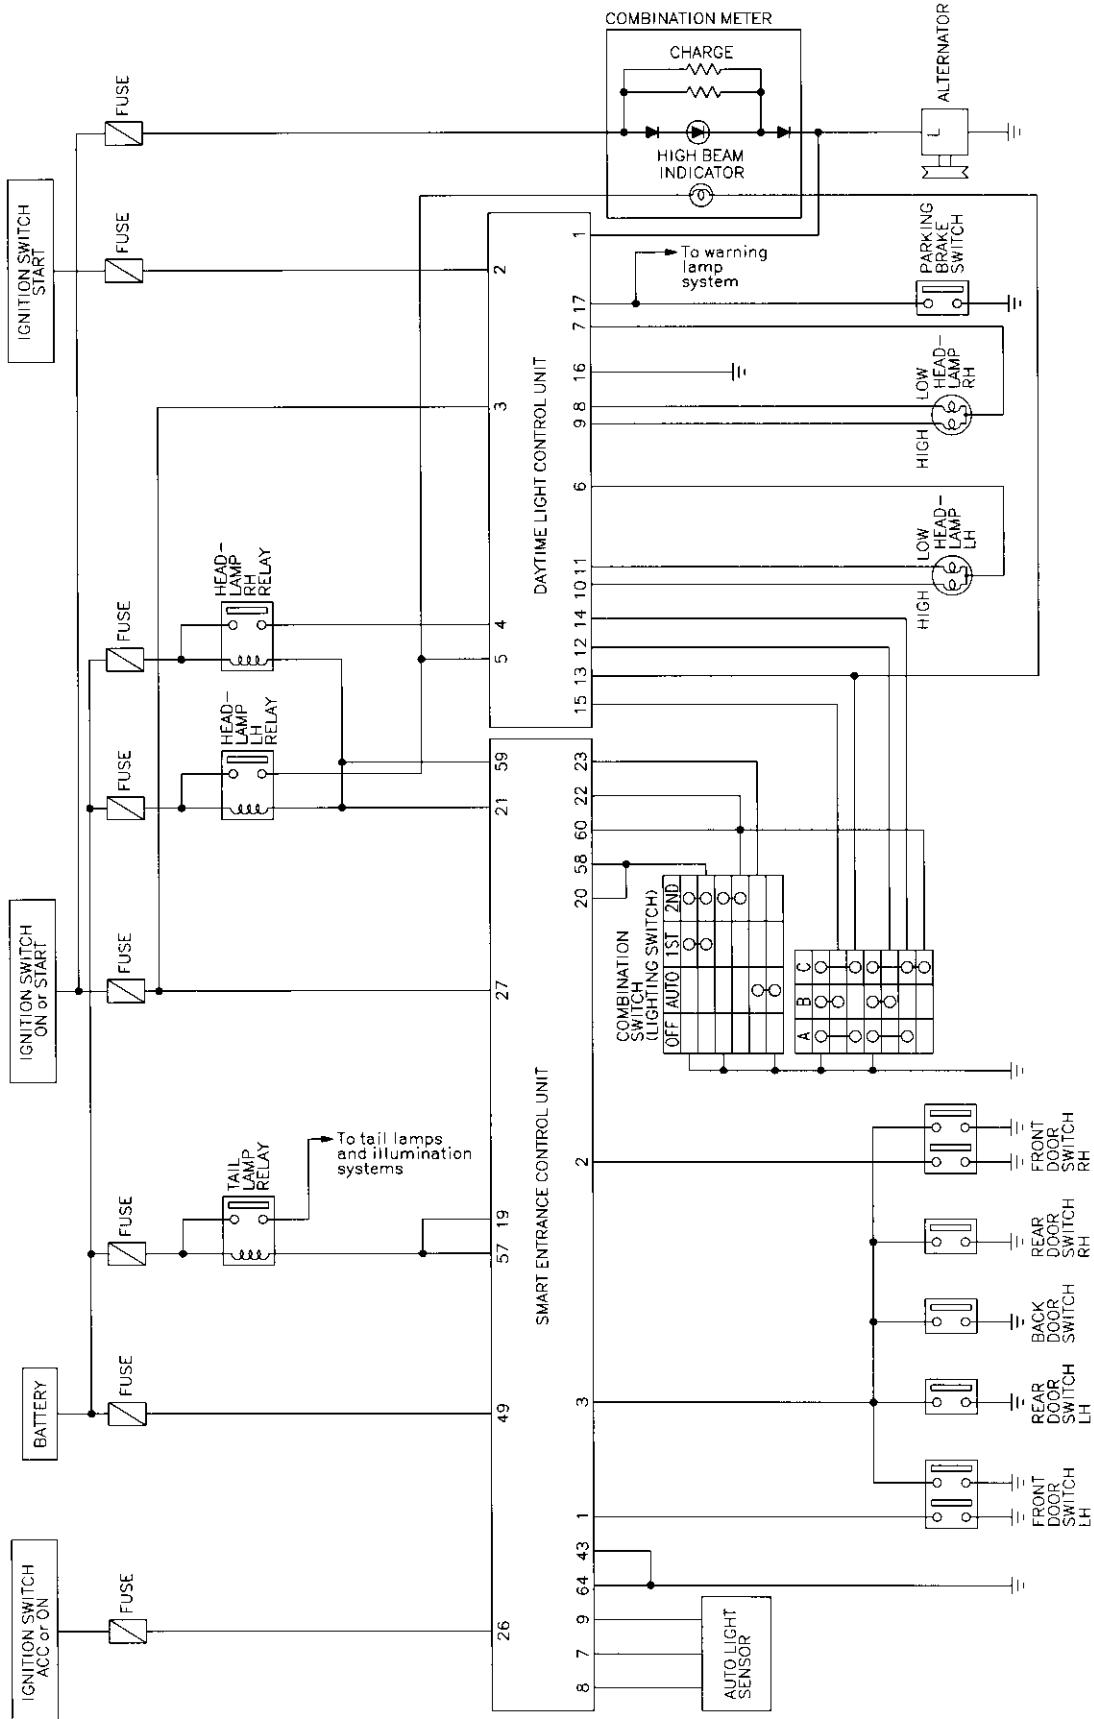 COMBINATION METER
CHARGE
HIGH BEAM
INDICATOR
ALTERNATOR
L
FUSE
IGNITION SWITCH
START
FUSE
1
2
To warning
lamp
system
PARKING
BRAKE
SWITCH
17
7
16
3
8
9
LOW
HIGH
HEAD-
LAMP
RH
DAYTIME LIGHT CONTROL UNIT
6
11
10
LOW
HIGH
HEAD-
LAMP
LH
FUSE
HEAD-
LAMP
RH
RELAY
4
5
14
12
13
15
FUSE
HEAD-
LAMP
LH
RELAY
59
21
23
22
60
58
20
IGNITION SWITCH
ON or START
FUSE
27
COMBINATION
SWITCH
(LIGHTING SWITCH)
OFF
AUTO
1ST
2ND
A
B
C
SMART ENTRANCE CONTROL UNIT
FUSE
TAIL
LAMP
RELAY
To tail lamps
and illumination
systems
19
57
2
FRONT
DOOR
SWITCH
RH
REAR
DOOR
SWITCH
RH
BACK
DOOR
SWITCH
BATTERY
FUSE
49
3
REAR
DOOR
SWITCH
LH
FRONT
DOOR
SWITCH
LH
1
43
64
IGNITION SWITCH
ACC or ON
FUSE
26
9
7
8
AUTO LIGHT
SENSOR